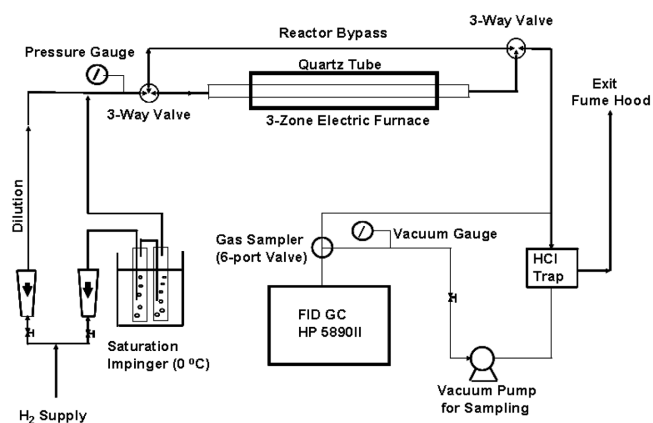 3-Way Valve
Reactor Bypass
Pressure Gauge
Quartz Tube
Exit
Fume Hood
3-Way Valve
3-Zone Electric Furnace
Dilution
Gas Sampler
(6-port Valve)
Vacuum Gauge
HCl
Trap
FID GC
HP 5890II
Saturation
Impinger (0 ºC)
Vacuum Pump
for Sampling
H₂ Supply